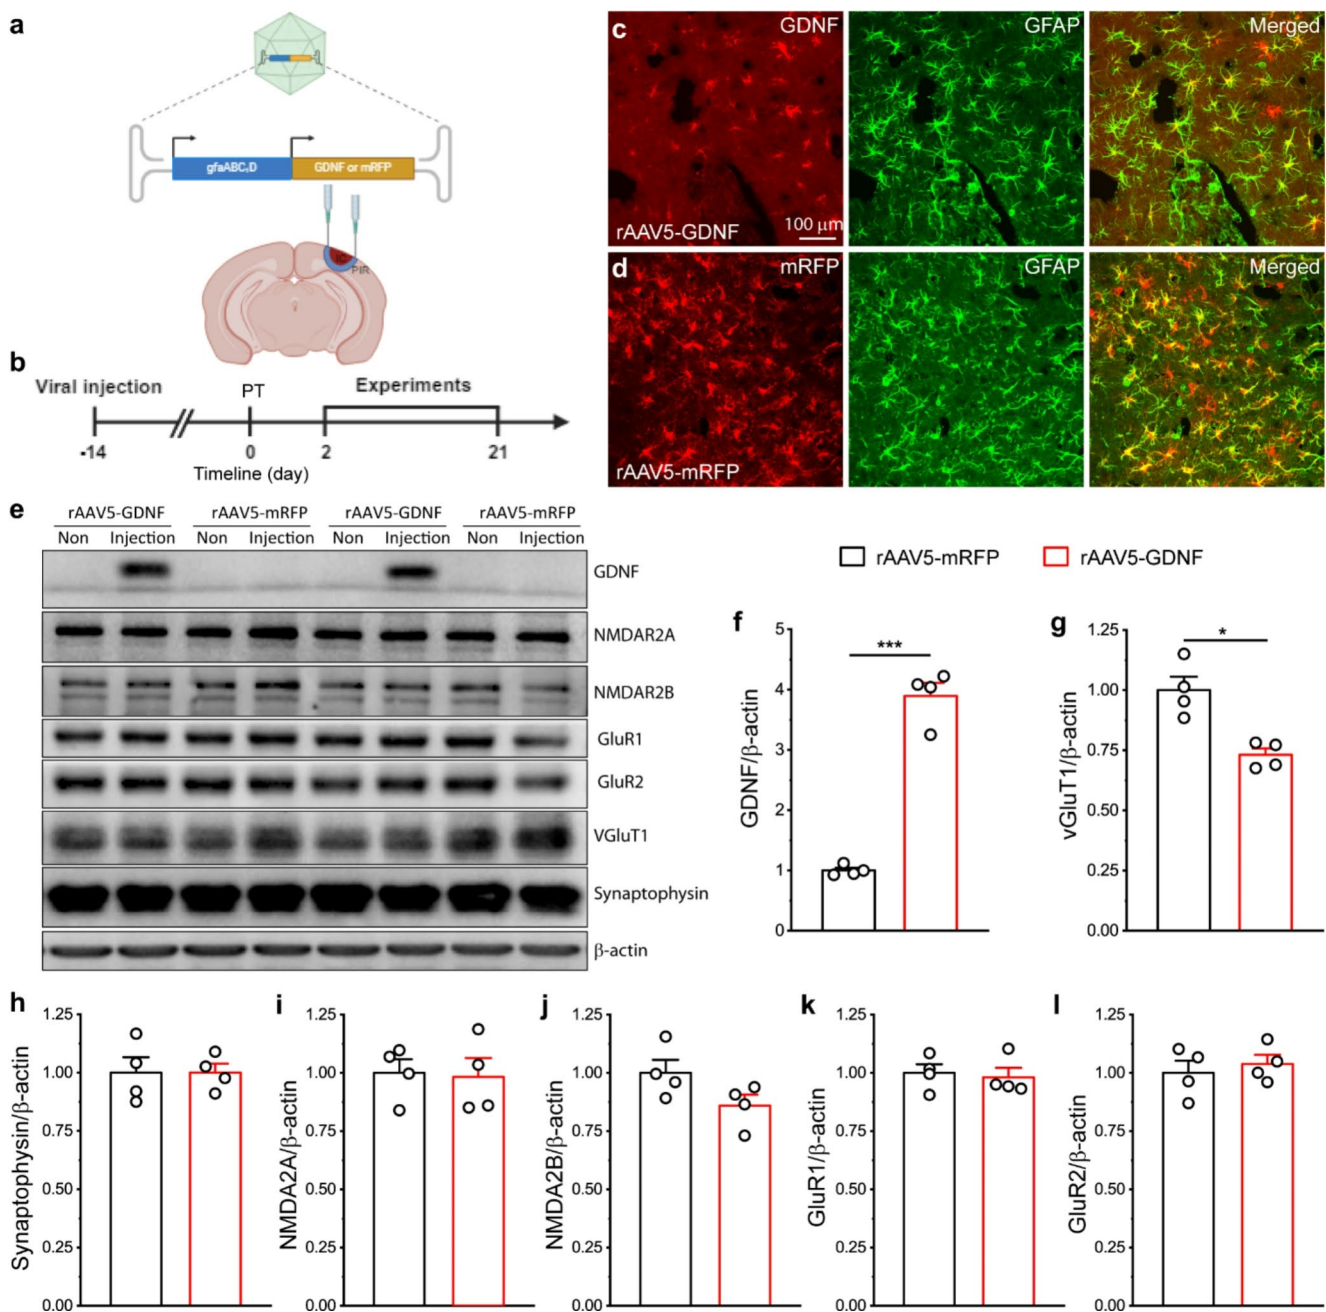 a
gfaABC₁D
GDNF or mRFP
PIR
b
Viral injection
PT
Experiments
-14
0
2
21
Timeline (day)
c
GDNF
GFAP
Merged
rAAV5-GDNF
100 μm
d
mRFP
GFAP
Merged
rAAV5-mRFP
e
rAAV5-GDNF rAAV5-mRFP rAAV5-GDNF rAAV5-mRFP
Non Injection Non Injection Non Injection Non Injection
GDNF
NMDAR2A
NMDAR2B
GluR1
GluR2
VGluT1
Synaptophysin
β-actin
rAAV5-mRFP
rAAV5-GDNF
f
GDNF/β-actin
5
4
3
2
1
0
***
g
vGluT1/β-actin
1.25
1.00
0.75
0.50
0.25
0.00
*
h
Synaptophysin/β-actin
1.25
1.00
0.75
0.50
0.25
0.00
i
NMDA2A/β-actin
1.25
1.00
0.75
0.50
0.25
0.00
j
NMDA2B/β-actin
1.25
1.00
0.75
0.50
0.25
0.00
k
GluR1/β-actin
1.25
1.00
0.75
0.50
0.25
0.00
l
GluR2/β-actin
1.25
1.00
0.75
0.50
0.25
0.00